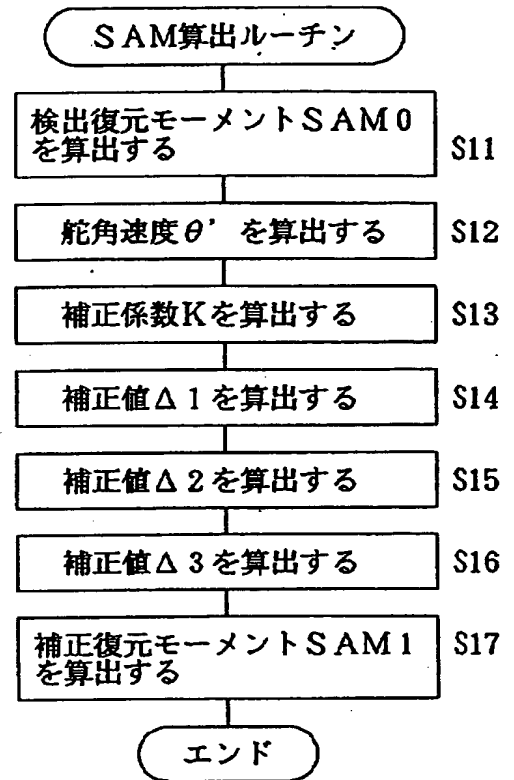 SAM算出ルーチン
検出復元モーメントSAM0
を算出する
S11
舵角速度θ'を算出する
S12
補正係数Kを算出する
S13
補正値Δ1を算出する
S14
補正値Δ2を算出する
S15
補正値Δ3を算出する
S16
補正復元モーメントSAM1
を算出する
S17
エンド